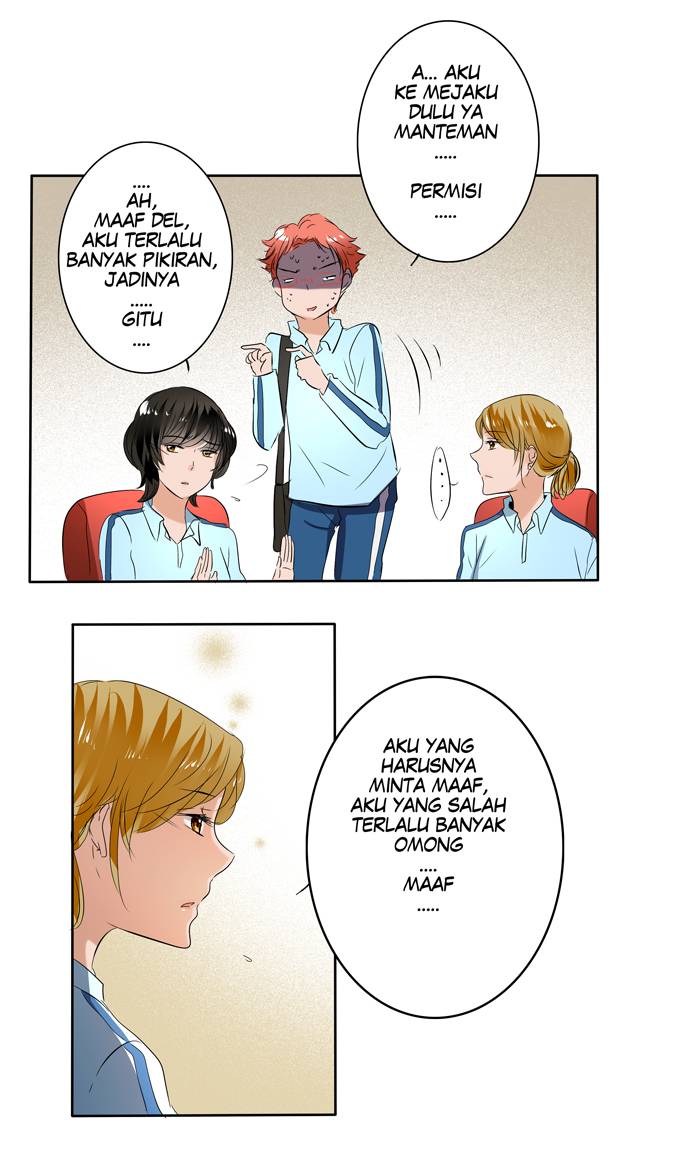 A... AKU
KE MEJAKU
DULU YA
MANTEMAN
.....
PERMISI
.....
....
AH,
MAAF DEL,
AKU TERLALU
BANYAK PIKIRAN,
JADINYA
.....
GITU
....
....
AKU YANG
HARUSNYA
MINTA MAAF,
AKU YANG SALAH
TERLALU BANYAK
OMONG
....
MAAF
.....